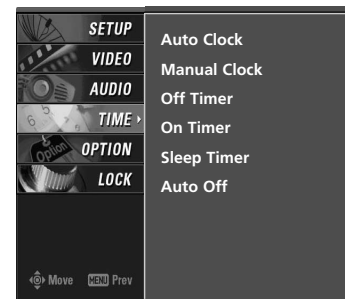 SETUP
VIDEO
AUDIO
TIME
OPTION
LOCK
Move MENU Prev
Auto Clock
Manual Clock
Off Timer
On Timer
Sleep Timer
Auto Off